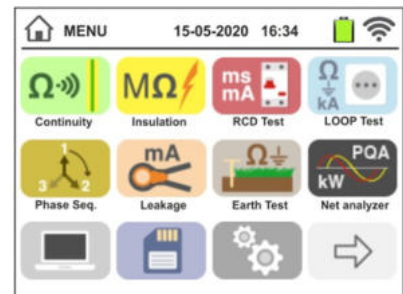 MENU 15-05-2020 16:34
Ω MΩ ms mA Ω kA
Continuity Insulation RCD Test LOOP Test
1 2 3 mA Ω PQA kW
Phase Seq. Leakage Earth Test Net analyzer